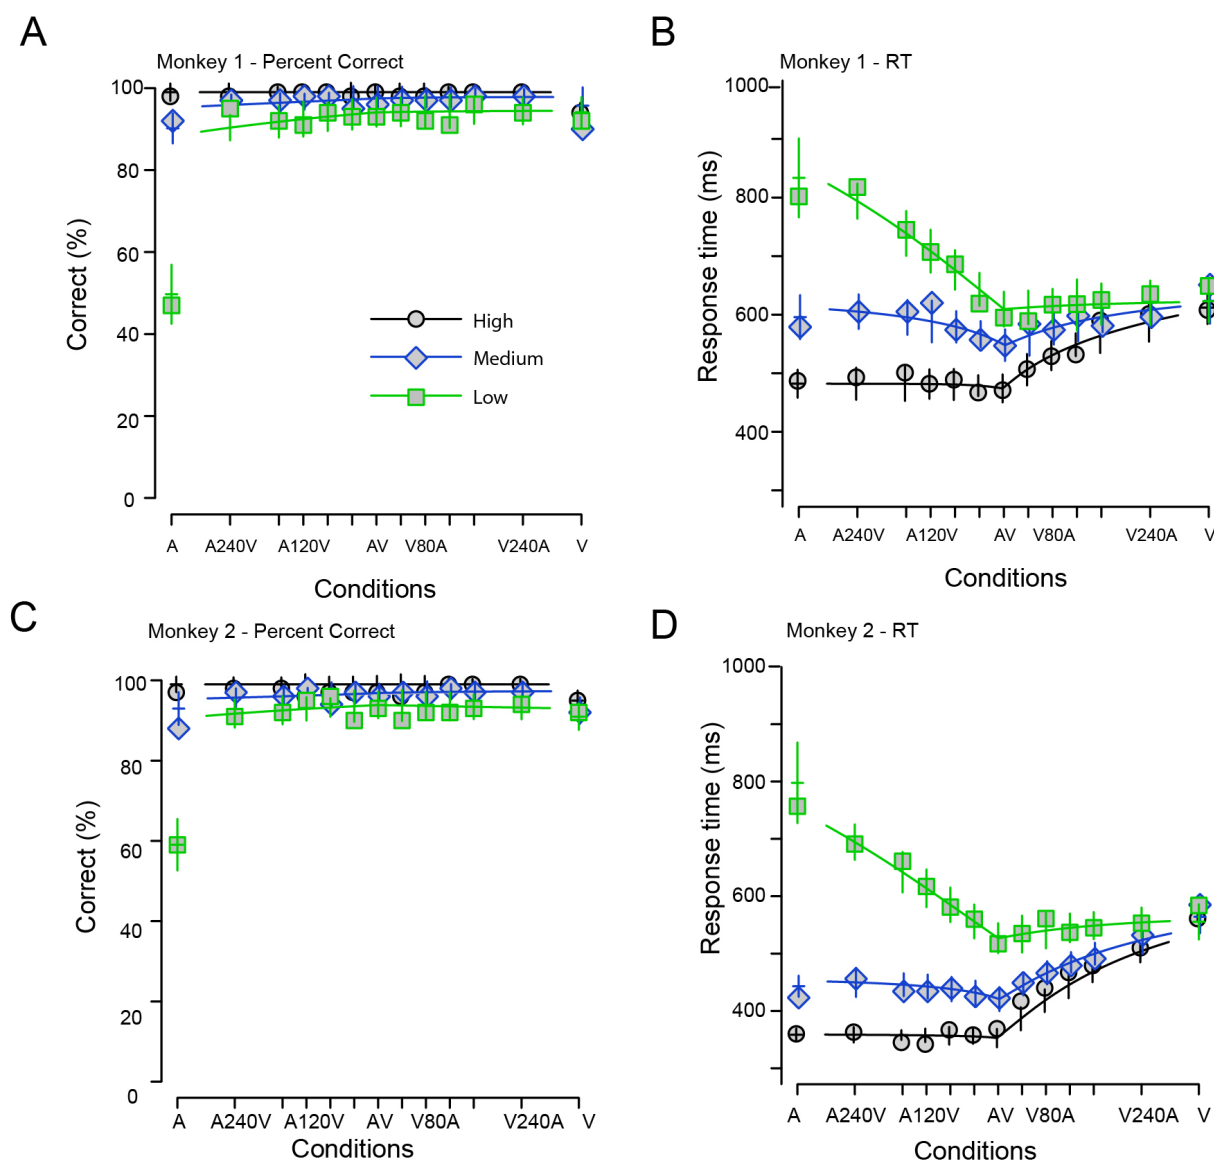 A
Monkey 1 - Percent Correct
100
80
60
40
20
0
Correct (%)
High
Medium
Low
A A240V A120V AV V80A V240A V
Conditions
B
Monkey 1 - RT
1000
800
600
400
Response time (ms)
A A240V A120V AV V80A V240A V
Conditions
C
Monkey 2 - Percent Correct
100
80
60
40
20
0
Correct (%)
A A240V A120V AV V80A V240A V
Conditions
D
Monkey 2 - RT
1000
800
600
400
Response time (ms)
A A240V A120V AV V80A V240A V
Conditions